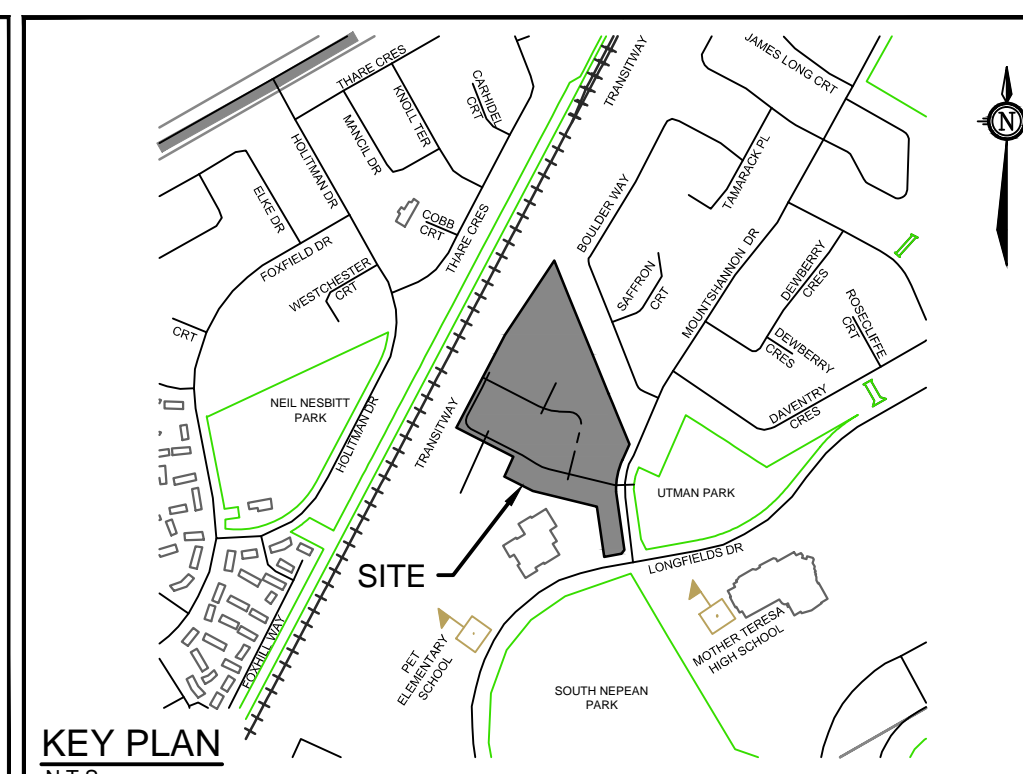 THARE CRES
KNOLL TER
CARHIDEL
CRT
MANCIL DR
HOLITMAN DR
ELKE DR
COBB
CRT
FOXFIELD DR
WESTCHESTER
CRT
THARE CRES
CRT
NEIL NESBITT
PARK
HOLITMAN DR
TRANSITWAY
TRANSITWAY
JAMES LONG CRT
TAMARACK PL
BOULDER WAY
SAFFRON
CRT
MOUNTSHANNON DR
DEWBERRY
CRES
DEWBERRY
CRES
ROSECLIFFE
CRT
DAVENTRY
CRES
UTMAN PARK
LONGFIELDS DR
SITE
FOXHILL WAY
PET
ELEMENTARY
SCHOOL
MOTHER TERESA
HIGH SCHOOL
SOUTH NEPEAN
PARK
N
KEY PLAN
N.T.S.